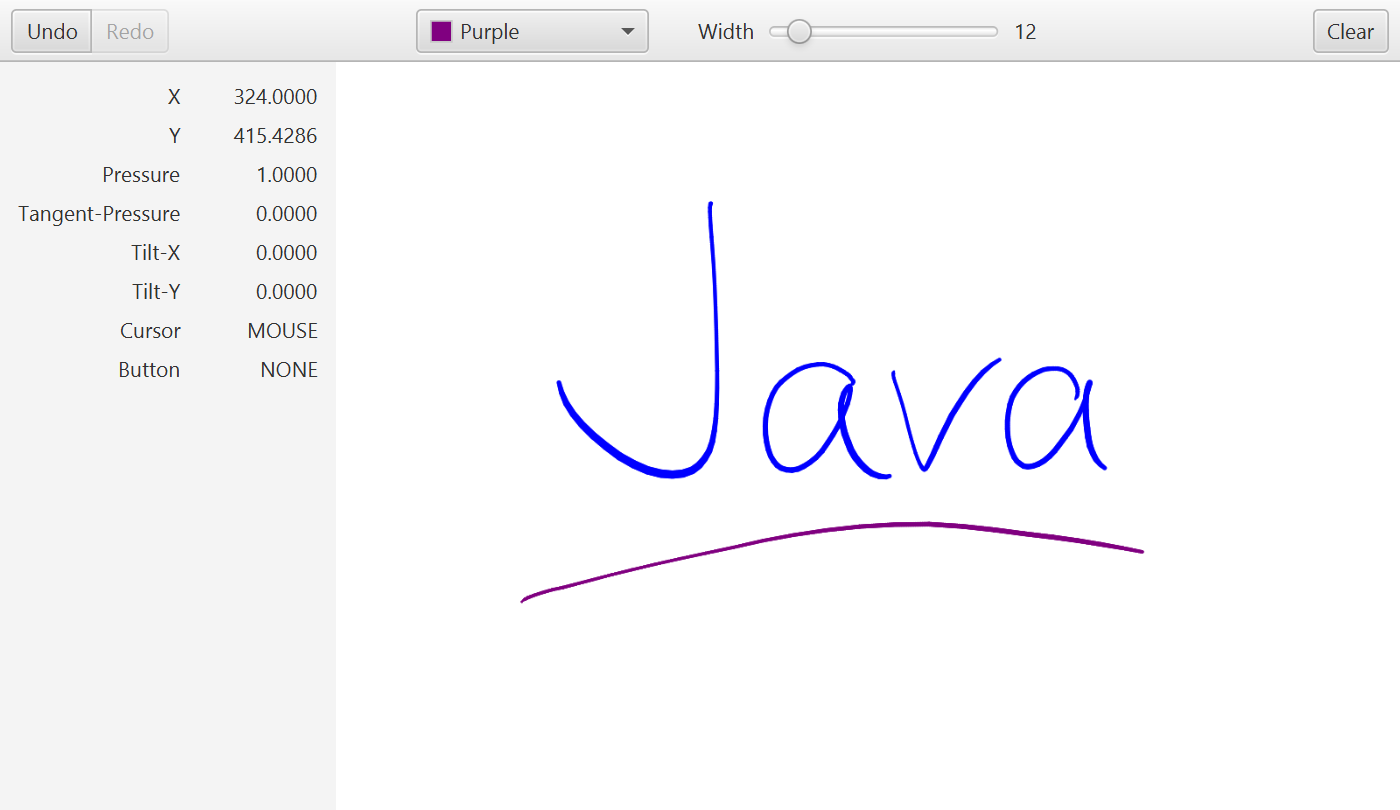 Undo Redo Purple Width 12 Clear
X 324.0000
Y 415.4286
Pressure 1.0000
Tangent-Pressure 0.0000
Tilt-X 0.0000
Tilt-Y 0.0000
Cursor MOUSE
Button NONE
Java